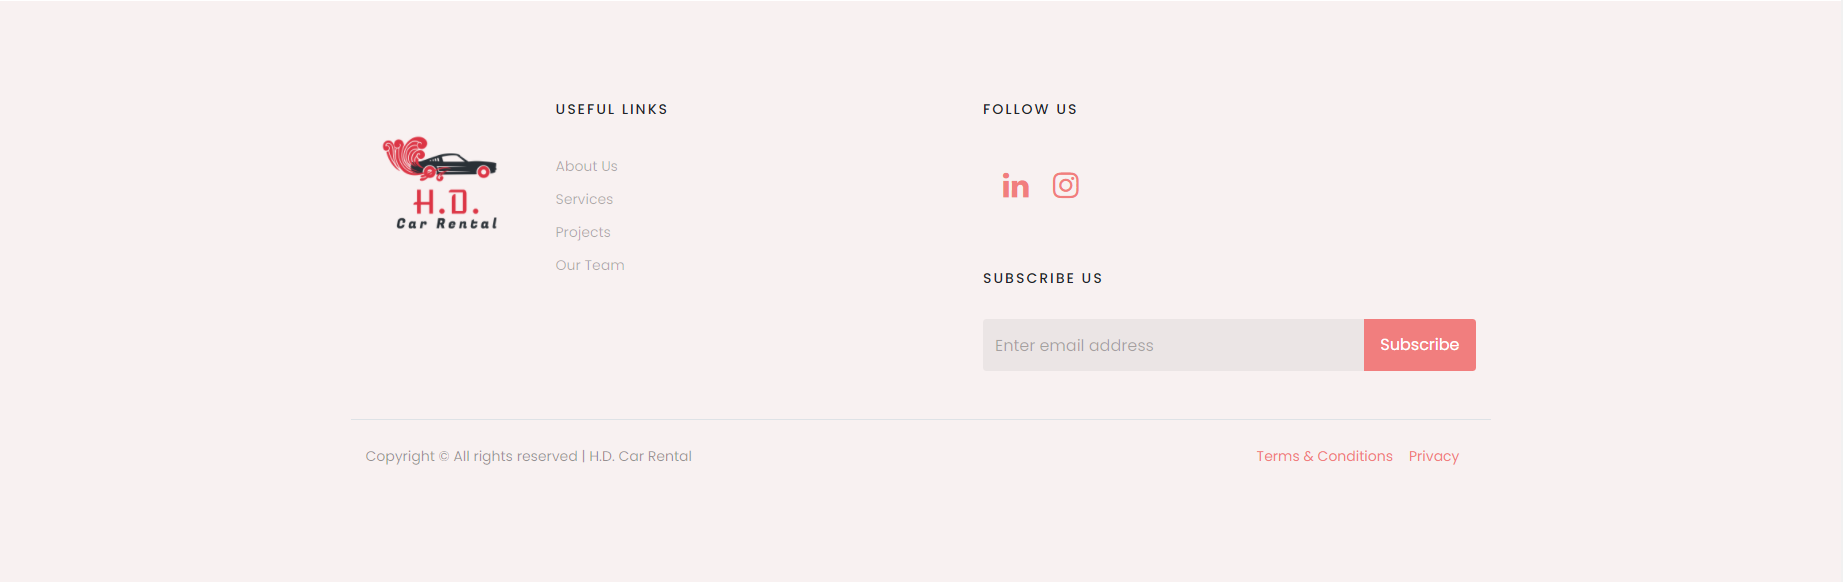 H.D.
Car Rental
USEFUL LINKS
About Us
Services
Projects
Our Team
FOLLOW US
in
SUBSCRIBE US
Enter email address
Subscribe
Copyright © All rights reserved | H.D. Car Rental
Terms & Conditions Privacy